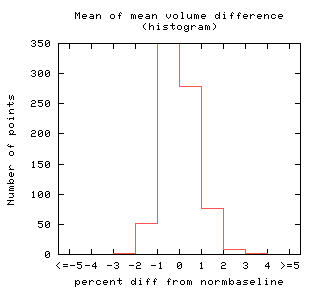 Mean of mean volume difference
(histogram)
350
300
250
200
150
100
50
0
Number of points
<=-5 -4 -3 -2 -1 0 1 2 3 4 >=5
percent diff from normbaseline